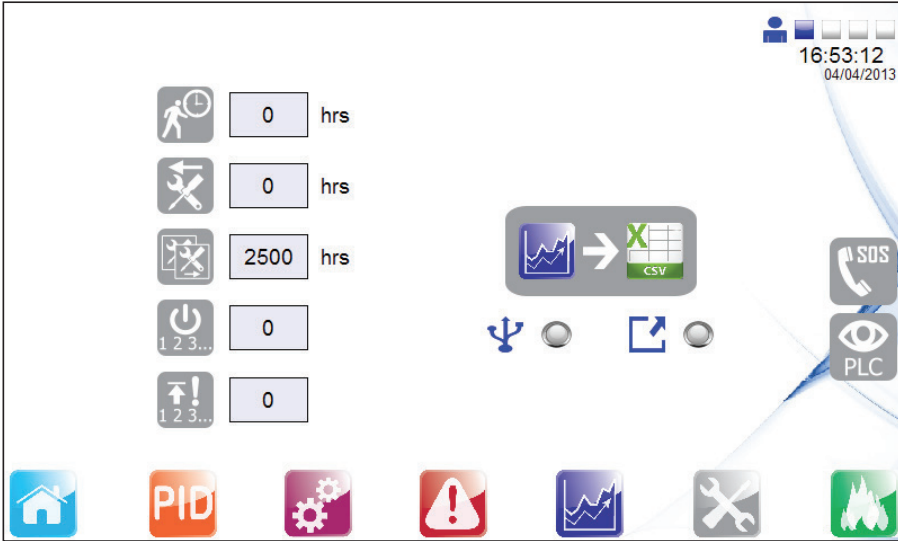 16:53:12
04/04/2013
0 hrs
0 hrs
2500 hrs
1 2 3... 0
1 2 3... 0
X
CSV
SOS
PLC
PID